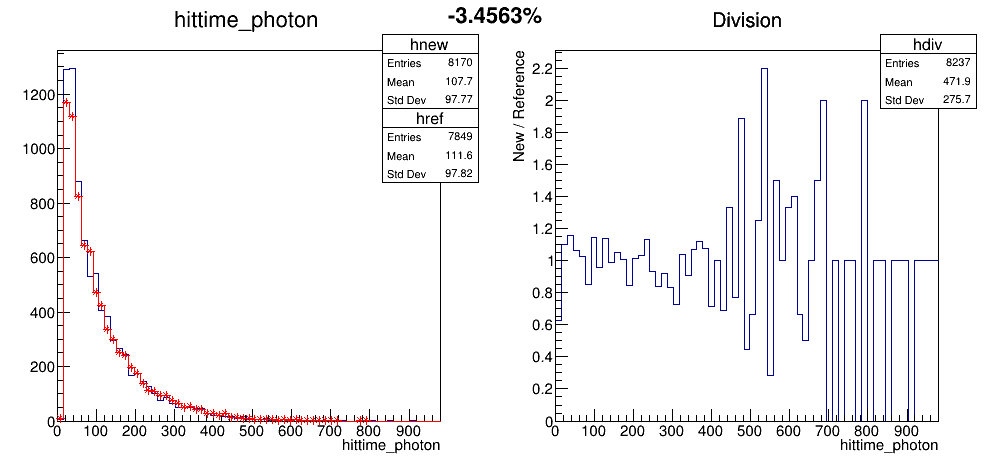 hittime_photon
-3.4563%
Division
hnew
Entries 8170
Mean 107.7
Std Dev 97.77
href
Entries 7849
Mean 111.6
Std Dev 97.82
1200
1000
800
600
400
200
0
0 100 200 300 400 500 600 700 800 900
hittime_photon
hdiv
Entries 8237
Mean 471.9
Std Dev 275.7
New / Reference
2.2
2
1.8
1.6
1.4
1.2
1
0.8
0.6
0.4
0.2
0
0 100 200 300 400 500 600 700 800 900
hittime_photon